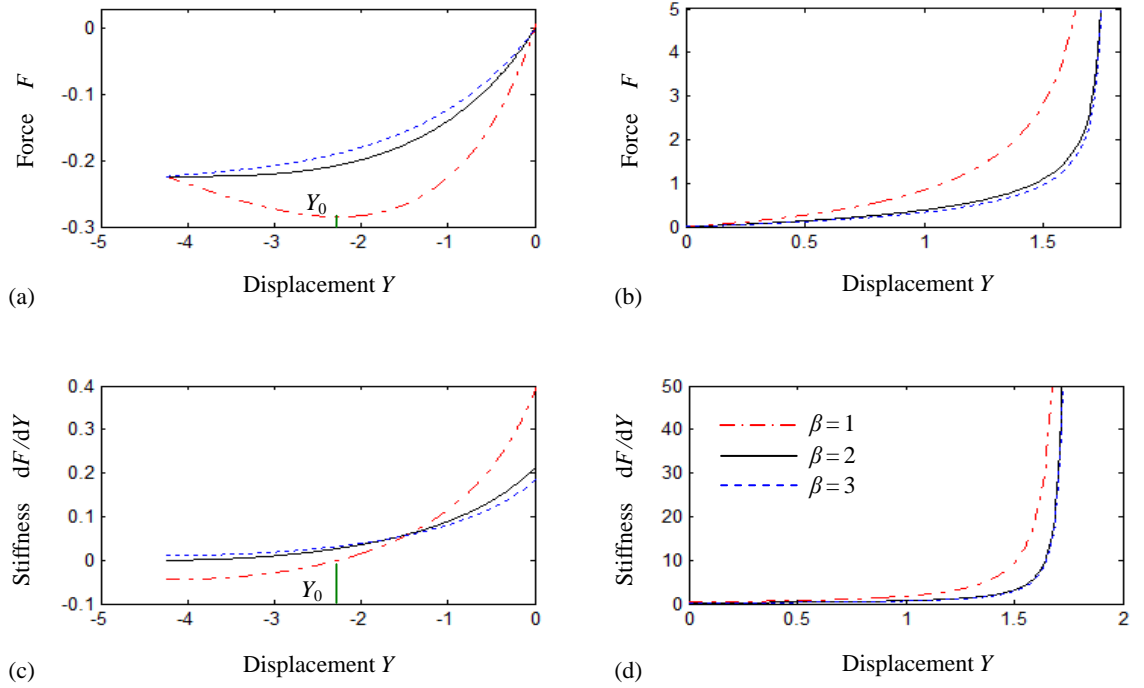 Force F
0
-0.1
-0.2
-0.3
Y0
-5 -4 -3 -2 -1 0
Displacement Y
(a)
Force F
5
4
3
2
1
0
0 0.5 1 1.5
Displacement Y
(b)
Stiffness dF/dY
0.4
0.3
0.2
0.1
0
-0.1
Y0
-5 -4 -3 -2 -1 0
Displacement Y
(c)
Stiffness dF/dY
50
40
30
20
10
0
β = 1
β = 2
β = 3
0 0.5 1 1.5 2
Displacement Y
(d)